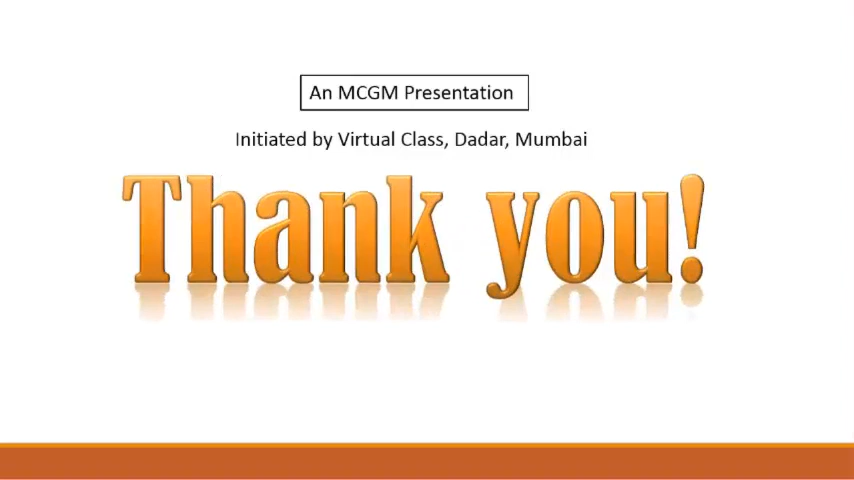 An MCGM Presentation
Initiated by Virtual Class, Dadar, Mumbai
Thank you!